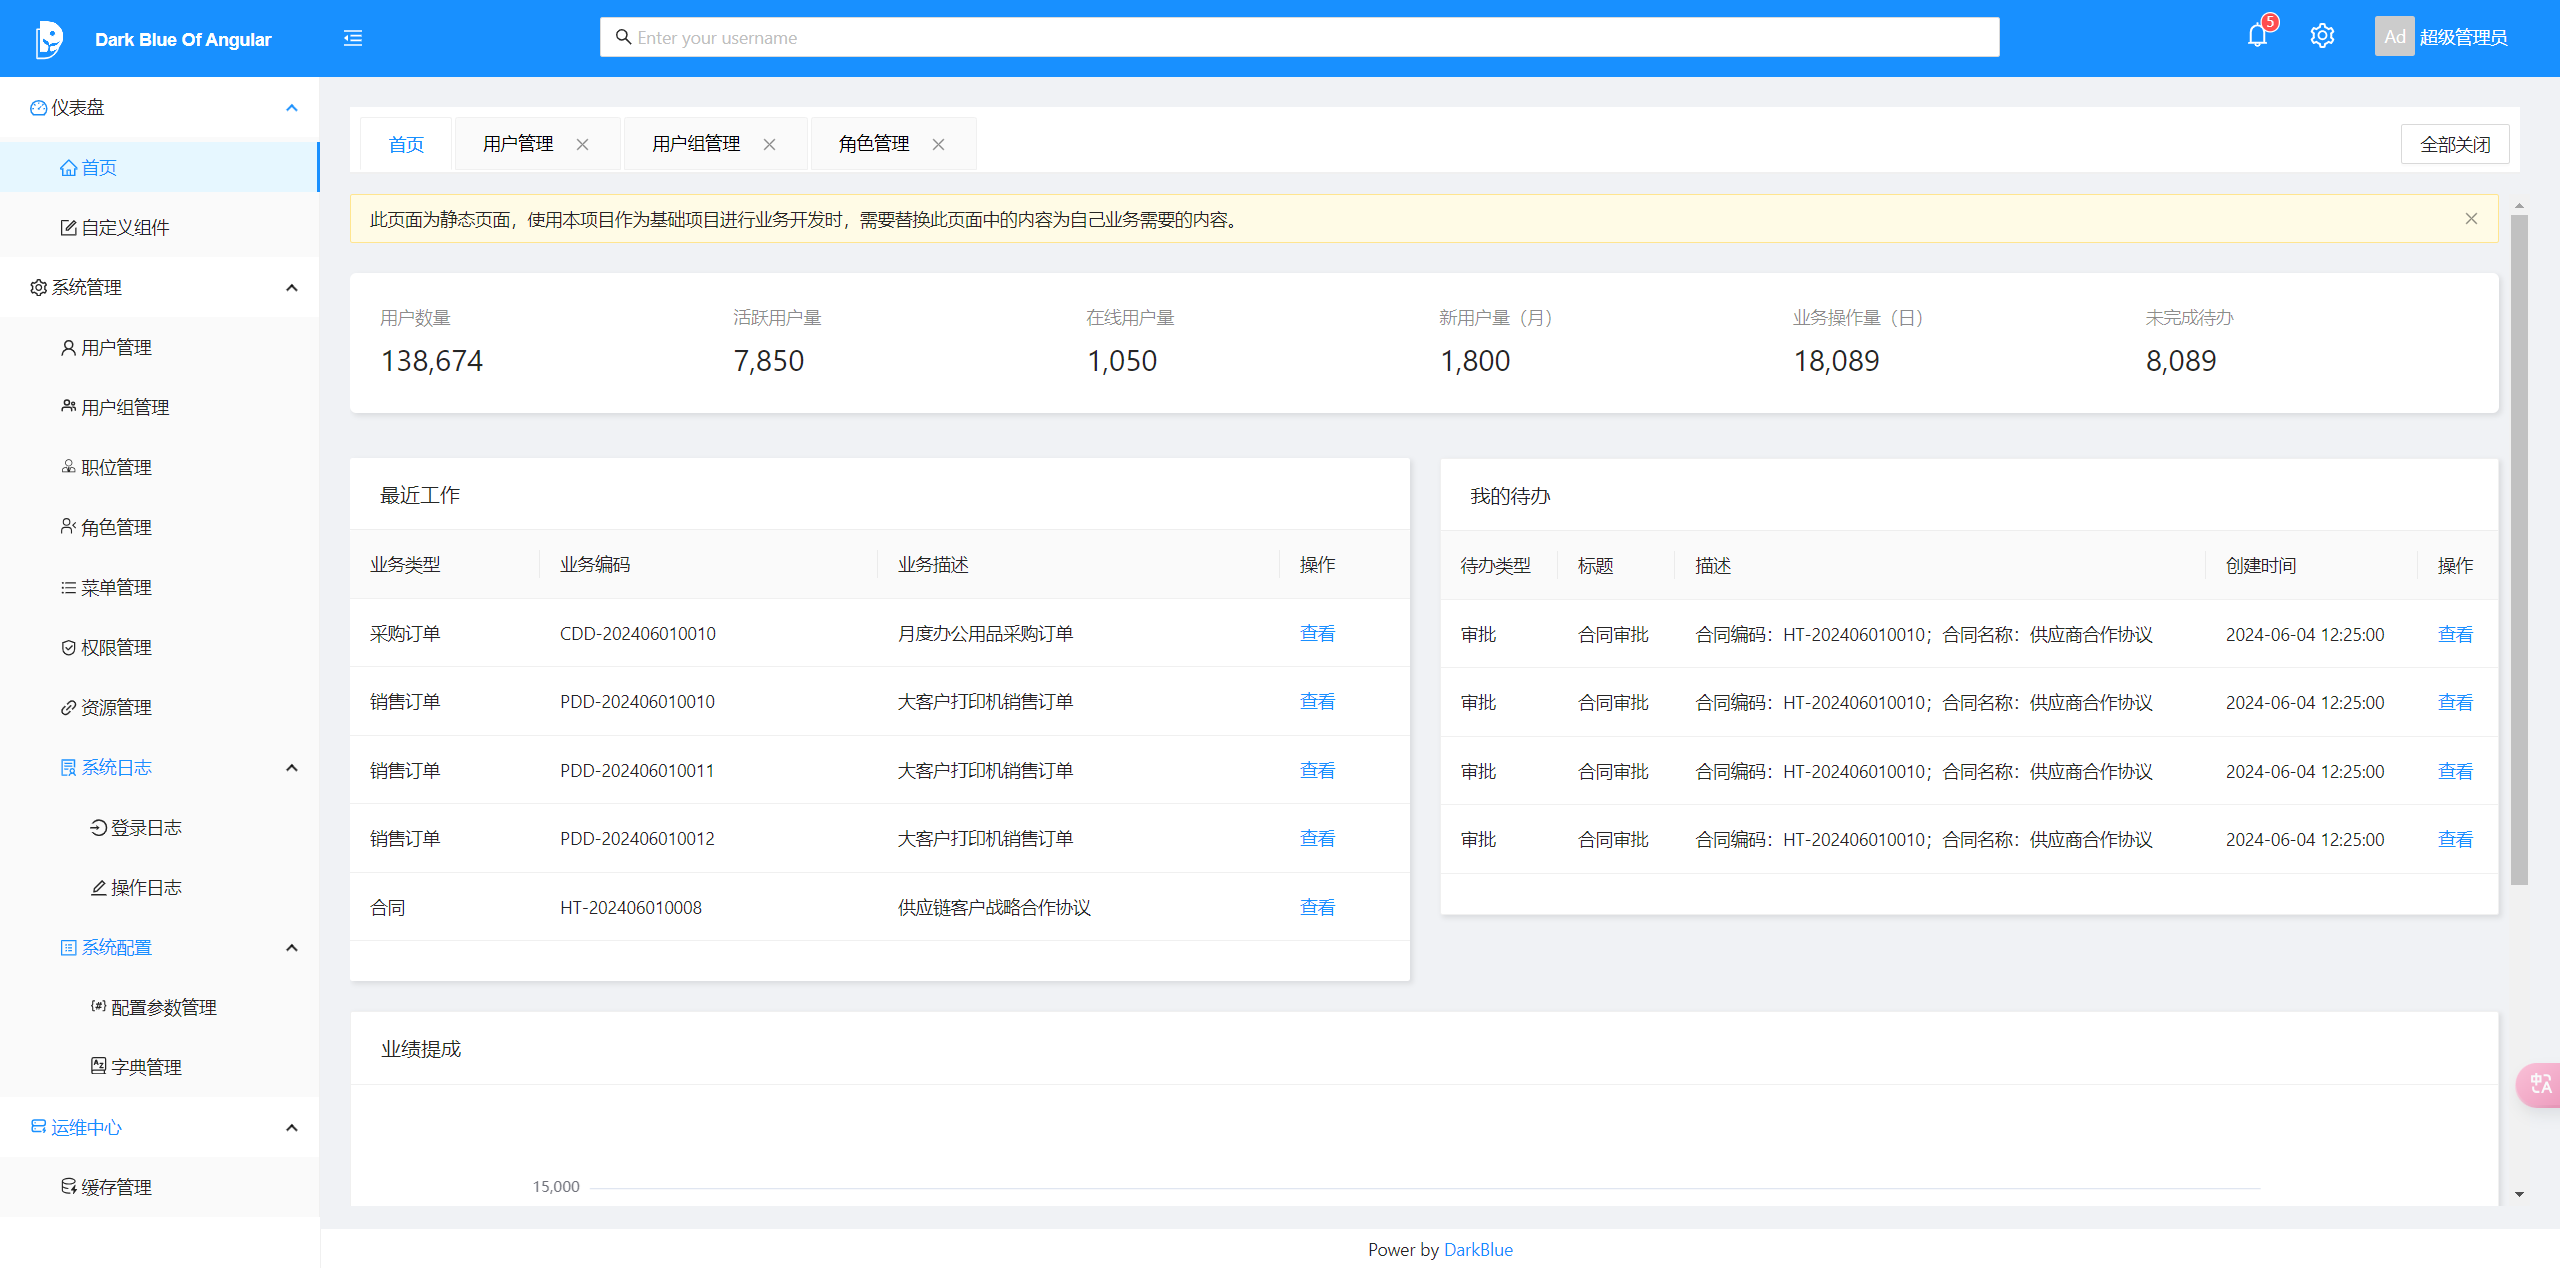 Dark Blue Of Angular
Enter your username
5
Ad 超级管理员
仪表盘
首页
自定义组件
系统管理
用户管理
用户组管理
职位管理
角色管理
菜单管理
权限管理
资源管理
系统日志
登录日志
操作日志
系统配置
配置参数管理
字典管理
运维中心
缓存管理
首页 用户管理 用户组管理 角色管理 全部关闭
此页面为静态页面，使用本项目作为基础项目进行业务开发时，需要替换此页面中的内容为自己业务需要的内容。
用户数量 活跃用户量 在线用户量 新用户量（月） 业务操作量（日） 未完成待办
138,674 7,850 1,050 1,800 18,089 8,089
最近工作
业务类型 业务编码 业务描述 操作
采购订单 CDD-202406010010 月度办公用品采购订单 查看
销售订单 PDD-202406010010 大客户打印机销售订单 查看
销售订单 PDD-202406010011 大客户打印机销售订单 查看
销售订单 PDD-202406010012 大客户打印机销售订单 查看
合同 HT-202406010008 供应链客户战略合作协议 查看
我的待办
待办类型 标题 描述 创建时间 操作
审批 合同审批 合同编码：HT-202406010010；合同名称：供应商合作协议 2024-06-04 12:25:00 查看
审批 合同审批 合同编码：HT-202406010010；合同名称：供应商合作协议 2024-06-04 12:25:00 查看
审批 合同审批 合同编码：HT-202406010010；合同名称：供应商合作协议 2024-06-04 12:25:00 查看
审批 合同审批 合同编码：HT-202406010010；合同名称：供应商合作协议 2024-06-04 12:25:00 查看
业绩提成
15,000
Power by DarkBlue